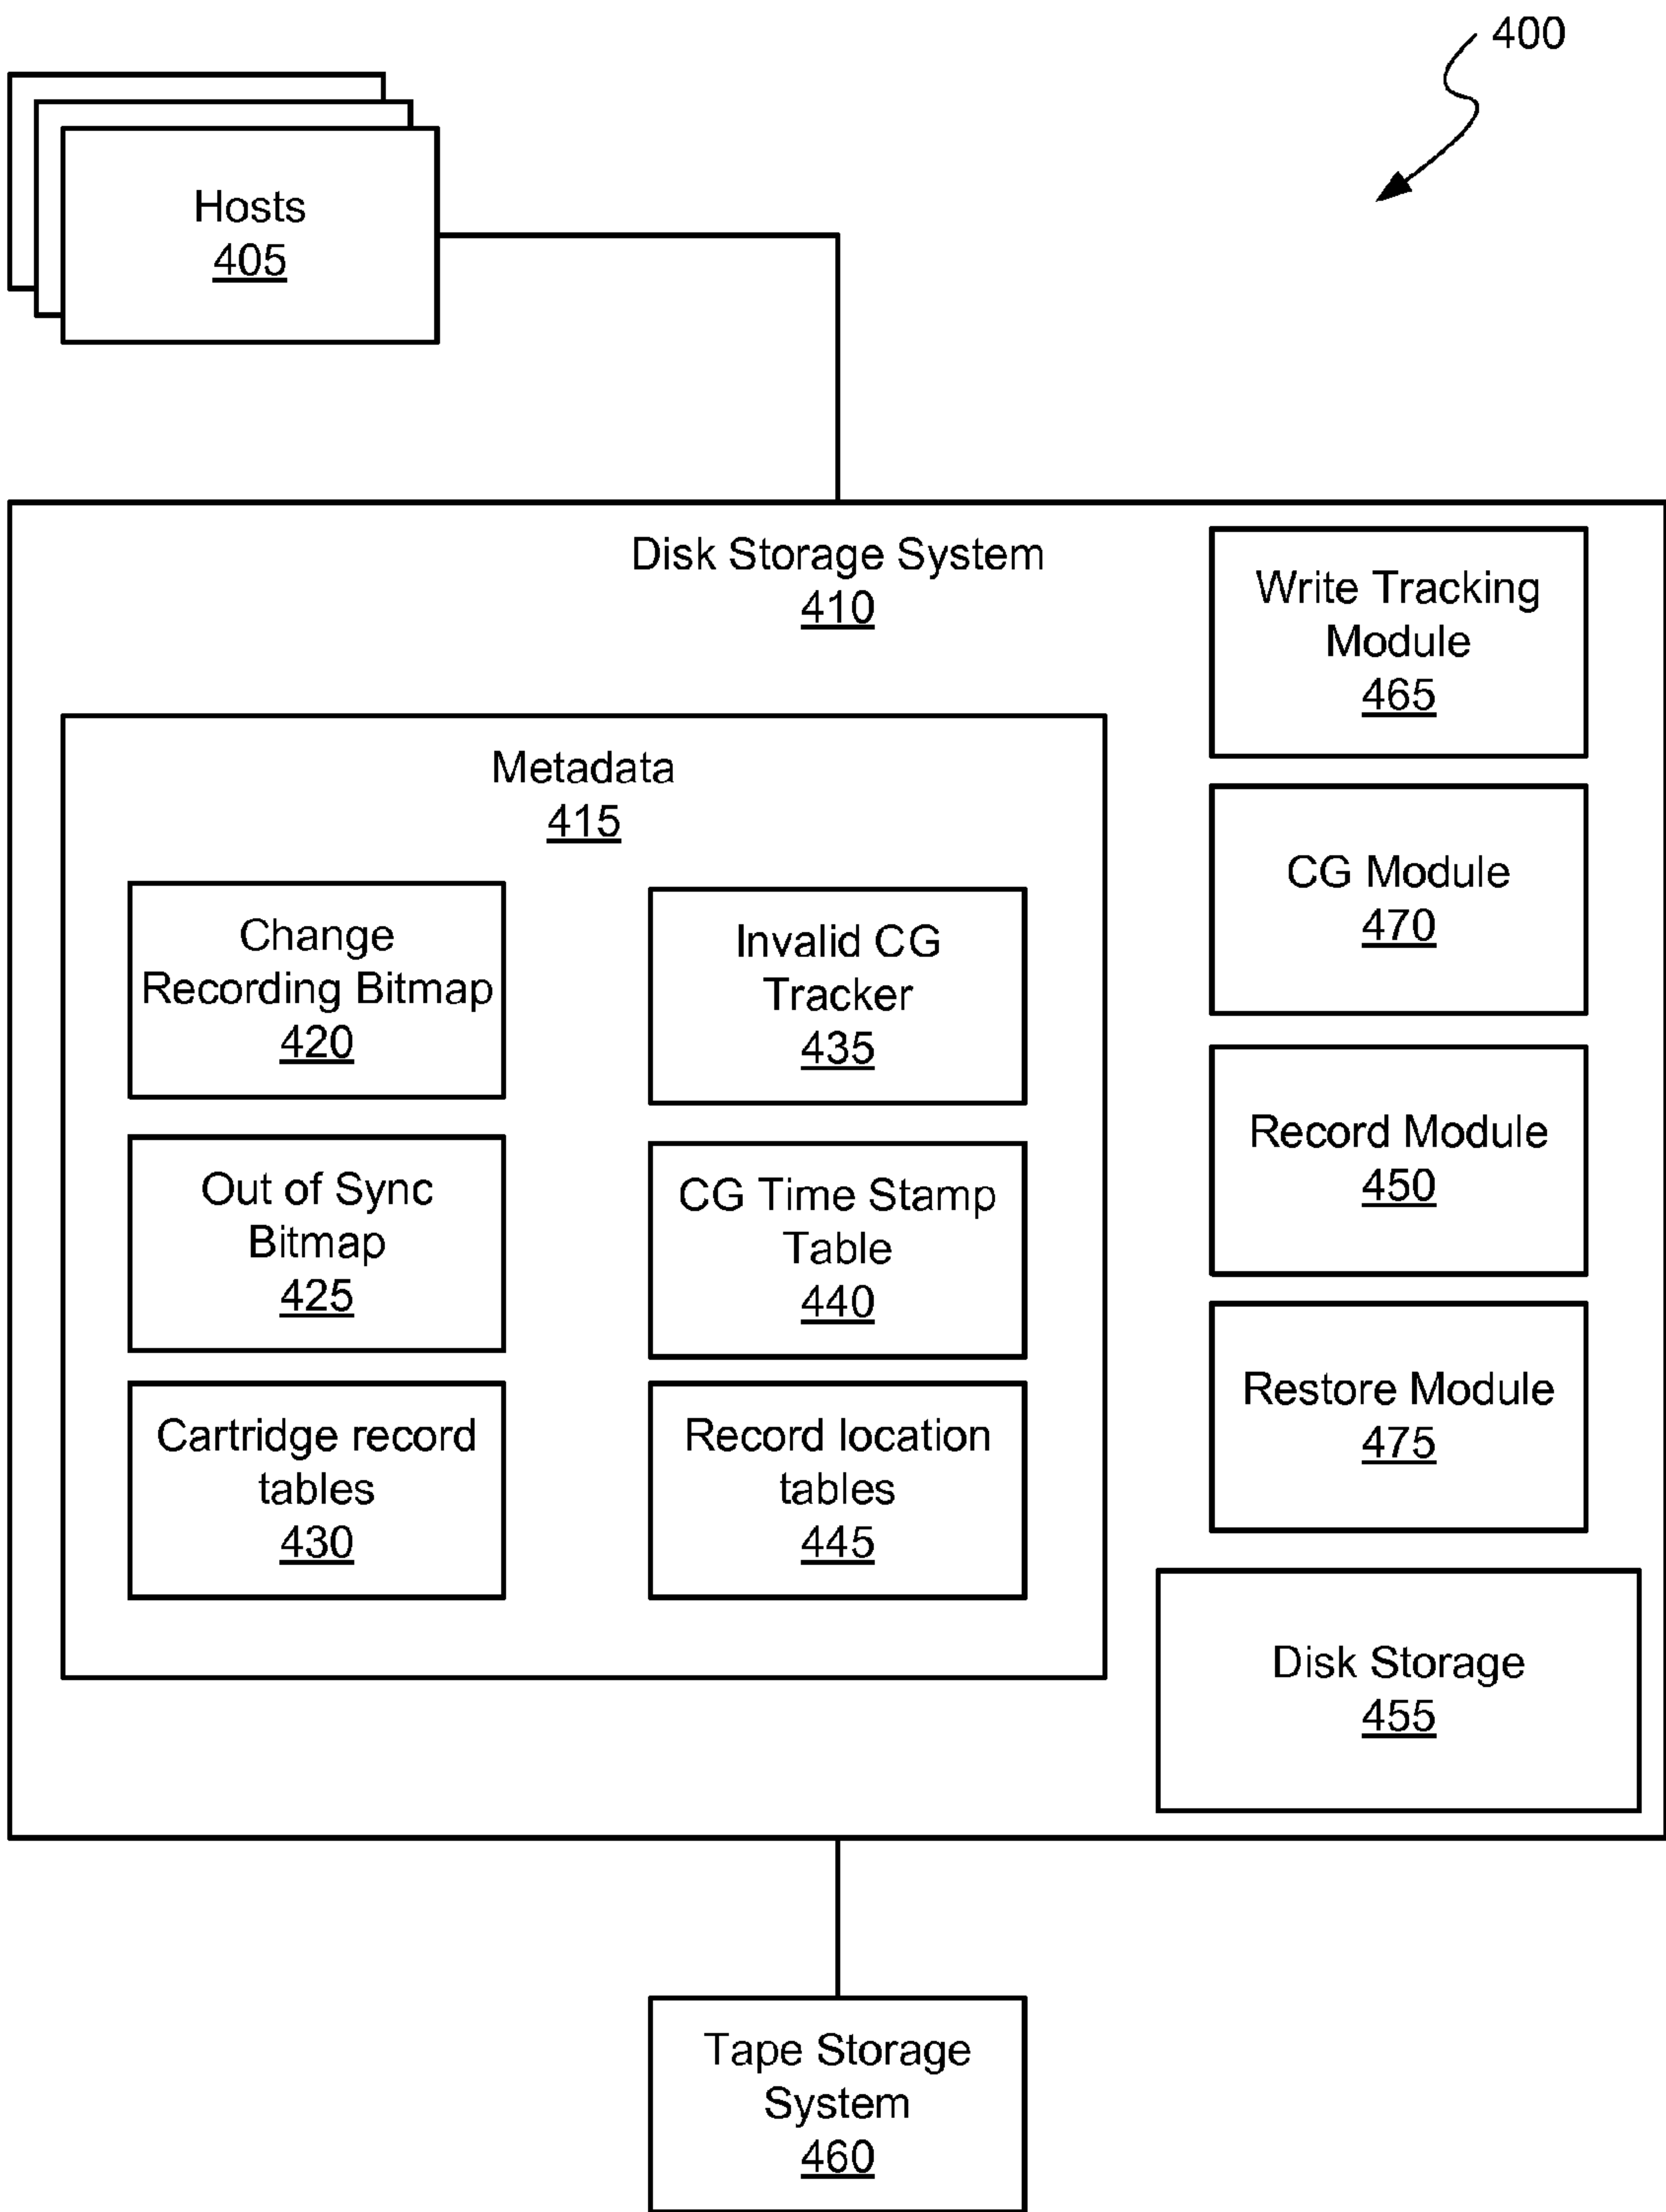 400
Hosts
405
Disk Storage System
410
Write Tracking
Module
465
Metadata
415
CG Module
470
Change
Recording Bitmap
420
Invalid CG
Tracker
435
Record Module
450
Out of Sync
Bitmap
425
CG Time Stamp
Table
440
Restore Module
475
Cartridge record
tables
430
Record location
tables
445
Disk Storage
455
Tape Storage
System
460